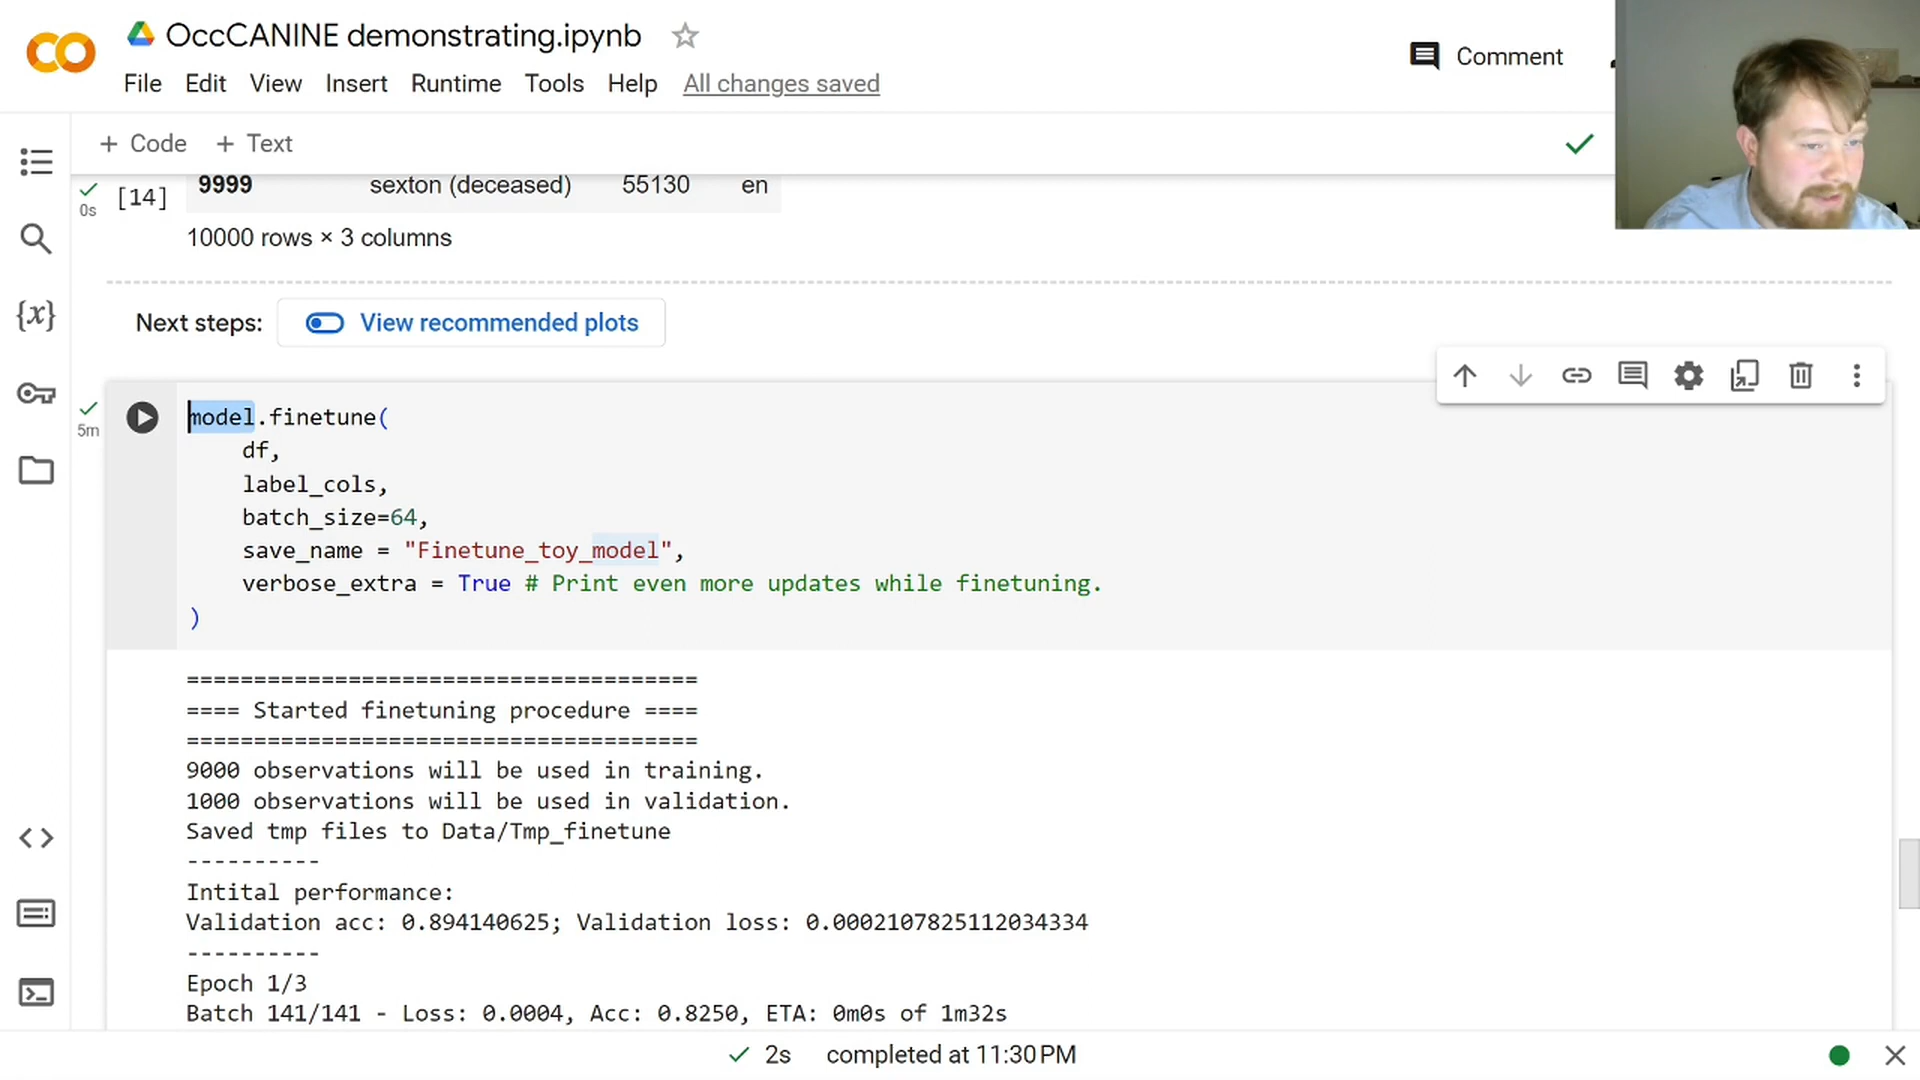 OccCANINE demonstrating.ipynb
File Edit View Insert Runtime Tools Help All changes saved
Comment
+ Code + Text
0s [14] 9999 sexton (deceased) 55130 en
10000 rows × 3 columns
Next steps: View recommended plots
{x}
5m
model.finetune(
df,
label_cols,
batch_size=64,
save_name = "Finetune_toy_model",
verbose_extra = True # Print even more updates while finetuning.
)
======================================
==== Started finetuning procedure ====
======================================
9000 observations will be used in training.
1000 observations will be used in validation.
Saved tmp files to Data/Tmp_finetune
----------
Intital performance:
Validation acc: 0.894140625; Validation loss: 0.0002107825112034334
----------
Epoch 1/3
Batch 141/141 - Loss: 0.0004, Acc: 0.8250, ETA: 0m0s of 1m32s
2s completed at 11:30 PM